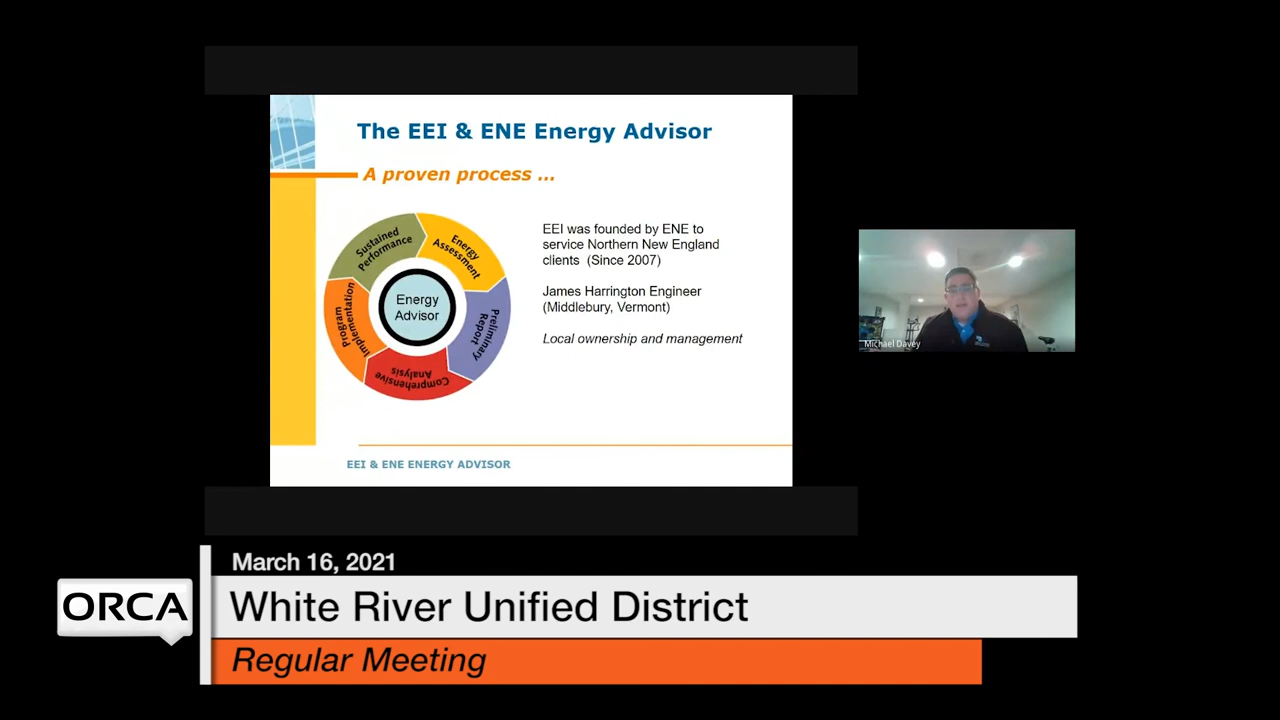 The EEI & ENE Energy Advisor
A proven process ...
Sustained
Performance
Energy
Assessment
Preliminary
Report
Comprehensive
Analysis
Program
Implementation
Energy
Advisor
EEI was founded by ENE to
service Northern New England
clients (Since 2007)
James Harrington Engineer
(Middlebury, Vermont)
Local ownership and management
EEI & ENE ENERGY ADVISOR
Michael Davey
March 16, 2021
ORCA
White River Unified District
Regular Meeting